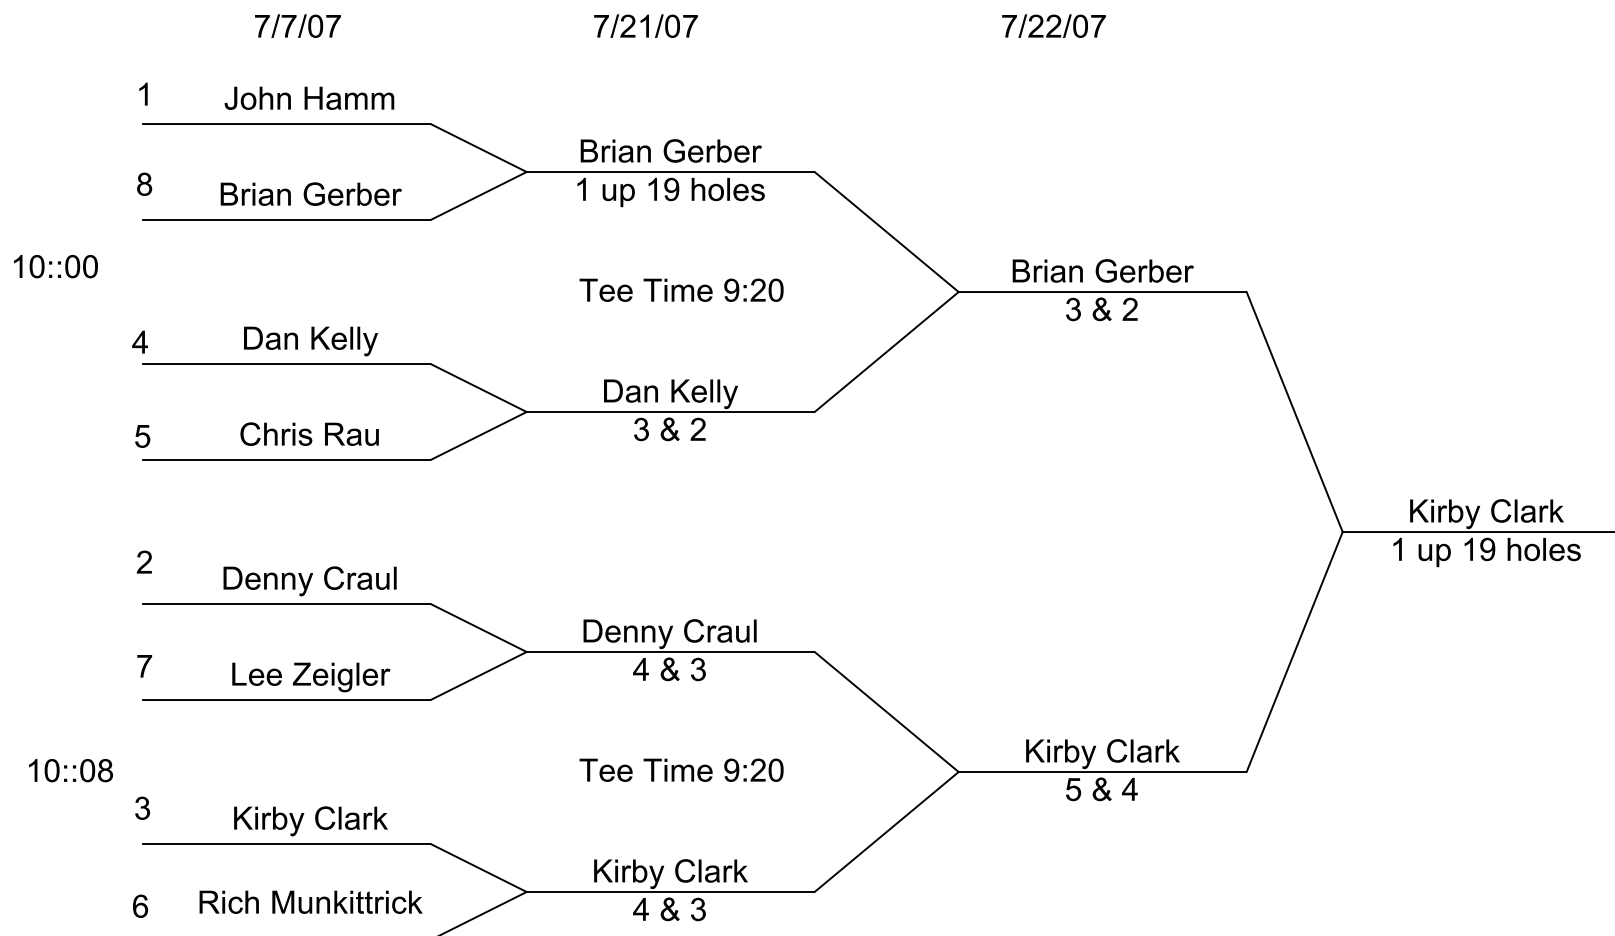 7/7/07 7/21/07 7/22/07
1 John Hamm
Brian Gerber
1 up 19 holes
8 Brian Gerber
10::00
Tee Time 9:20
Brian Gerber
3 & 2
4 Dan Kelly
Dan Kelly
3 & 2
5 Chris Rau
Kirby Clark
1 up 19 holes
2 Denny Craul
Denny Craul
4 & 3
7 Lee Zeigler
10::08
Tee Time 9:20
Kirby Clark
5 & 4
3 Kirby Clark
Kirby Clark
4 & 3
6 Rich Munkittrick